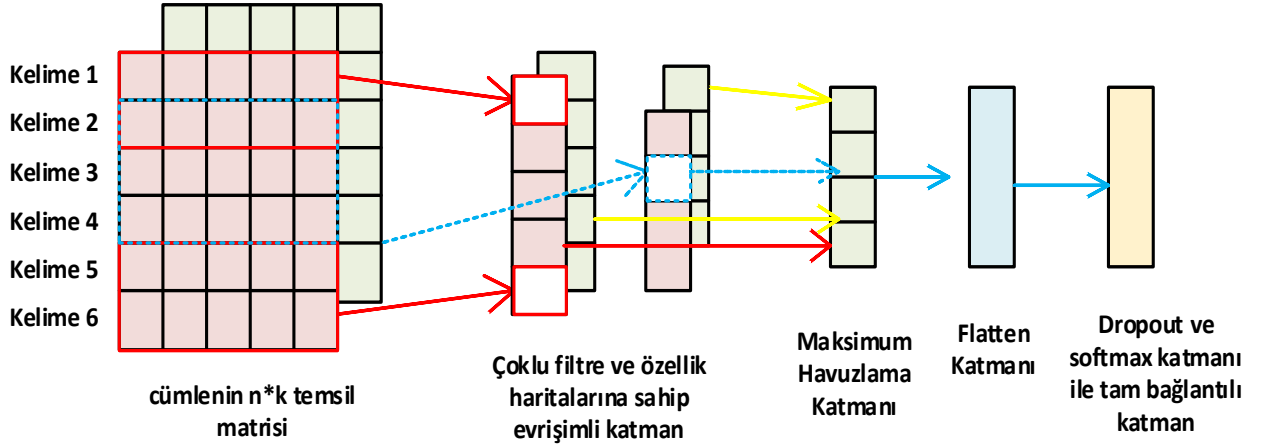 Kelime 1
Kelime 2
Kelime 3
Kelime 4
Kelime 5
Kelime 6
cümlenin n*k temsil
matrisi
Çoklu filtre ve özellik
haritalarına sahip
evrişimli katman
Maksimum
Havuzlama
Katmanı
Flatten
Katmanı
Dropout ve
softmax katmanı
ile tam bağlantılı
katman